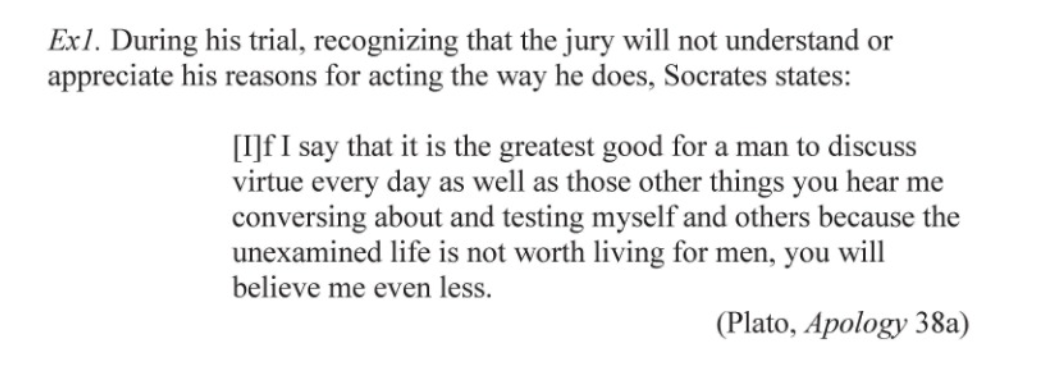 Ex1. During his trial, recognizing that the jury will not understand or
appreciate his reasons for acting the way he does, Socrates states:
[I]f I say that it is the greatest good for a man to discuss
virtue every day as well as those other things you hear me
conversing about and testing myself and others because the
unexamined life is not worth living for men, you will
believe me even less.
(Plato, Apology 38a)